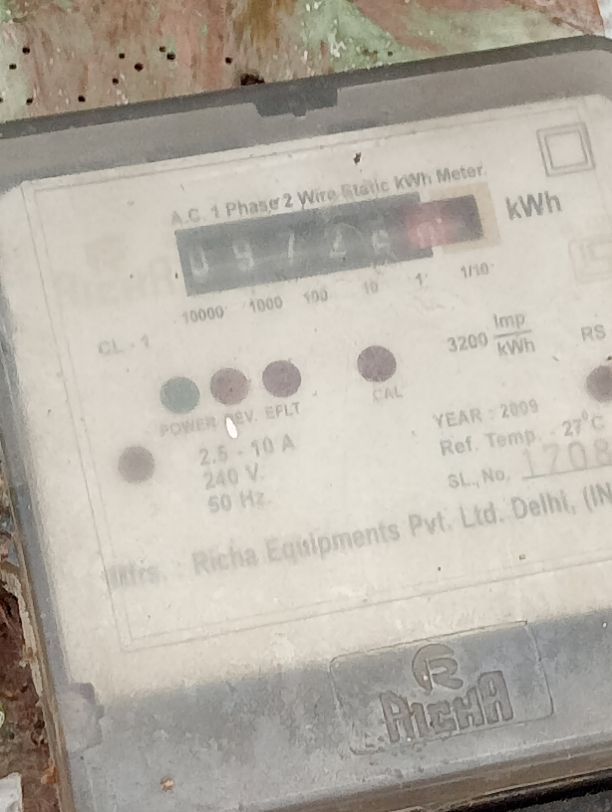 A.C. 1 Phase 2 Wire Static kWh Meter
kWh
10000 1000 100 10 1 1/10
CL - 1
3200 Imp/kWh
RS
POWER REV. EFLT
CAL
2.5 - 10 A
240 V.
50 Hz
YEAR : 2009
Ref. Temp. 27°C
SL. No. 1708
Mfrs. : Richa Equipments Pvt. Ltd. Delhi, (IN
R
RICHA